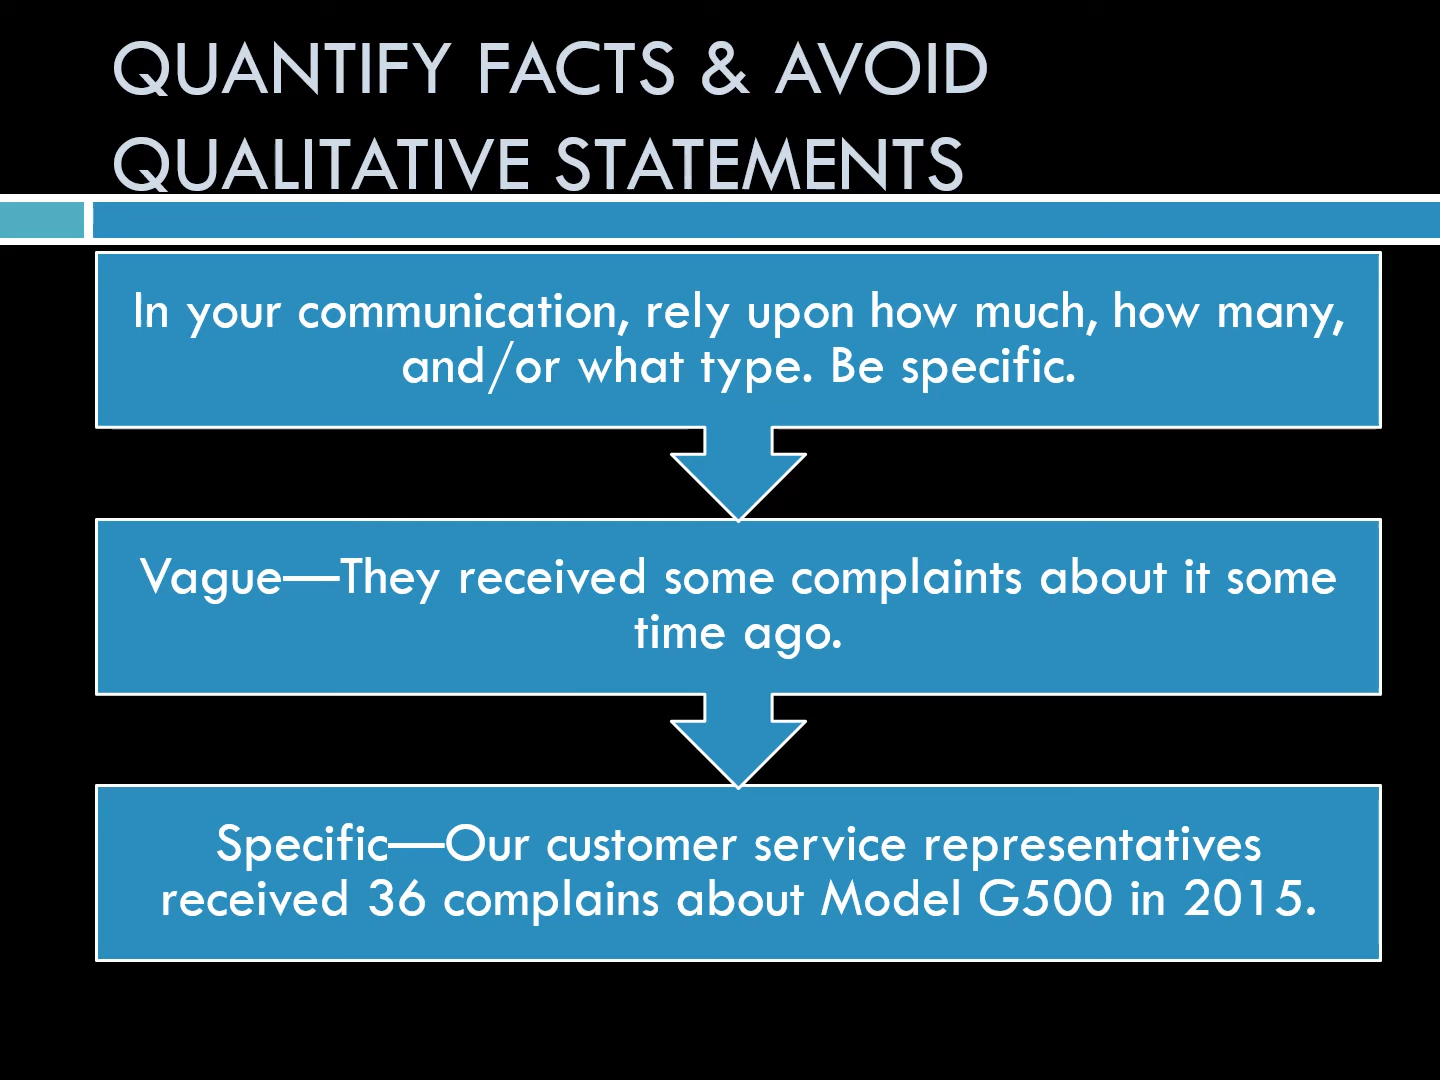 QUANTIFY FACTS & AVOID
QUALITATIVE STATEMENTS
In your communication, rely upon how much, how many,
and/or what type. Be specific.
Vague—They received some complaints about it some
time ago.
Specific—Our customer service representatives
received 36 complains about Model G500 in 2015.